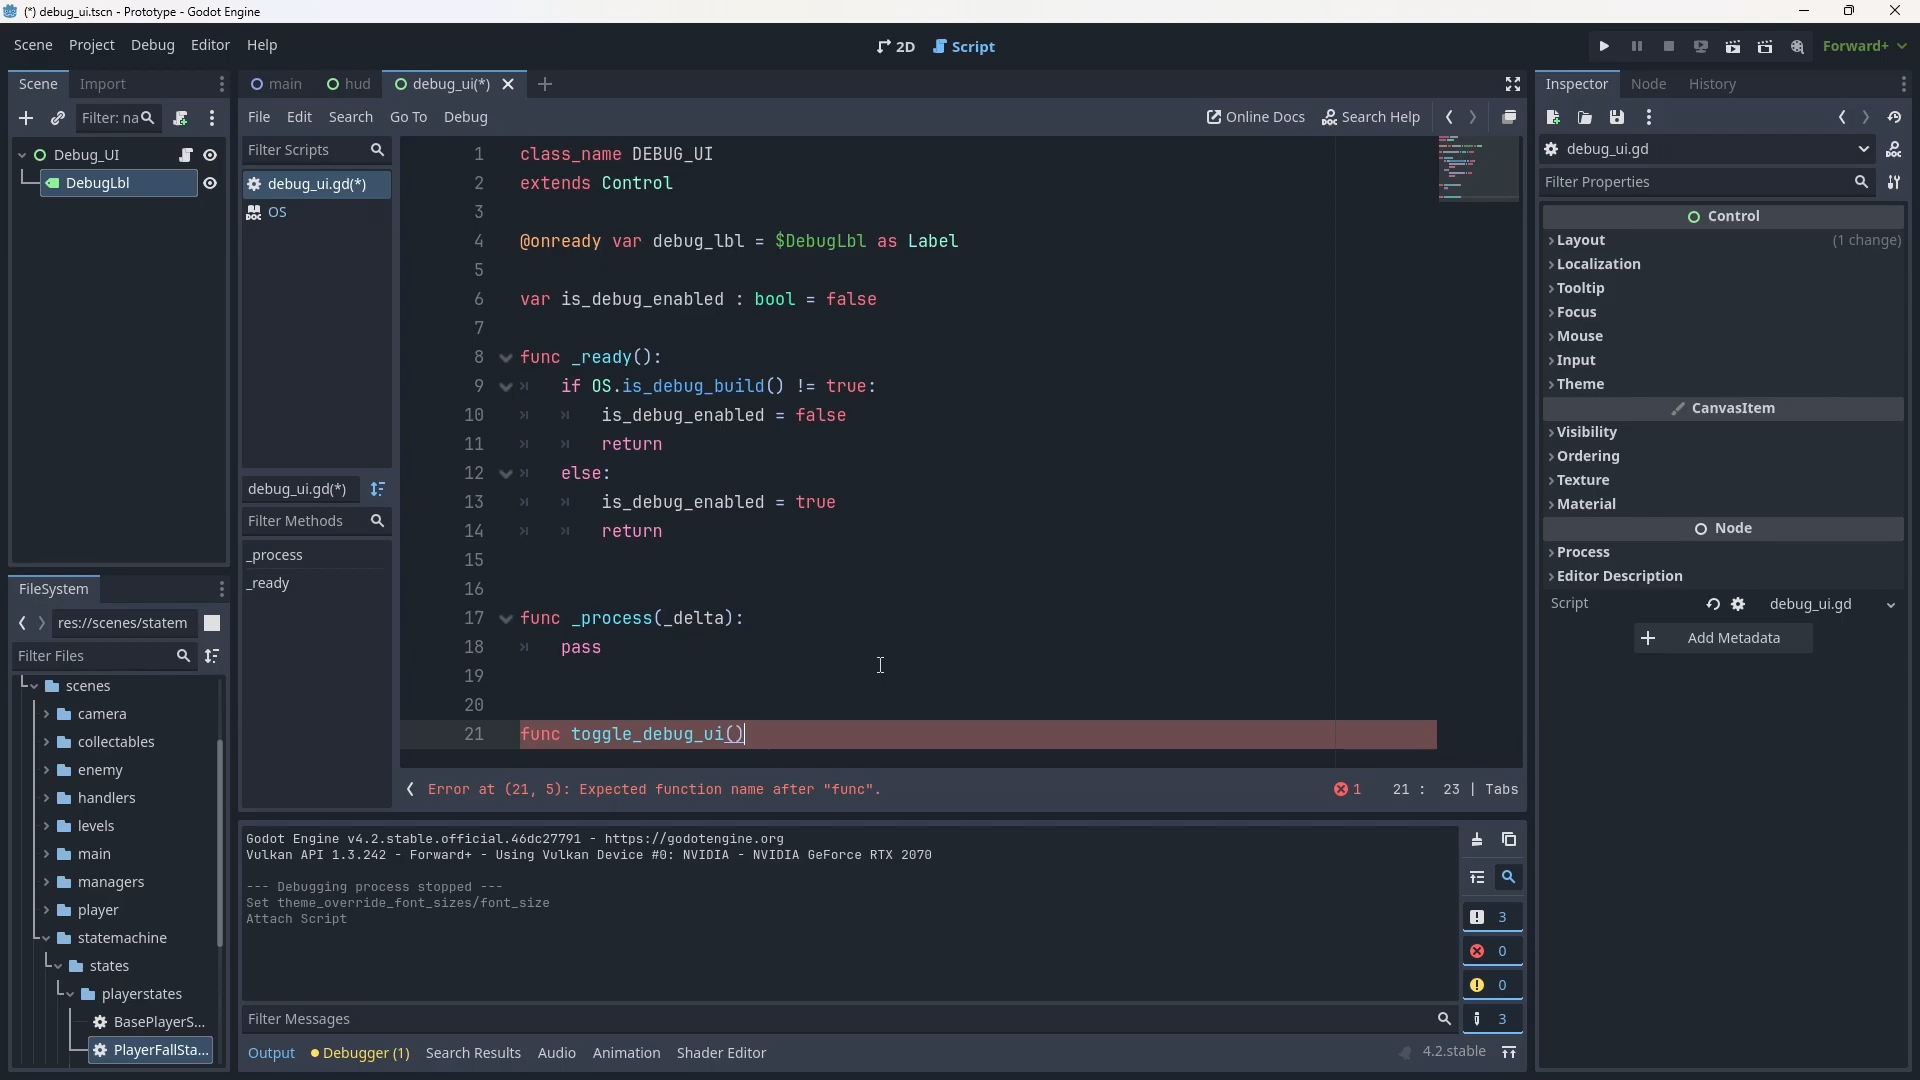 (*) debug_ui.tscn - Prototype - Godot Engine
Scene Project Debug Editor Help
2D Script
Forward+
Scene Import
main hud debug_ui(*)
Inspector Node History
Filter: na
File Edit Search Go To Debug
Online Docs Search Help
Debug_UI
DebugLbl
Filter Scripts
debug_ui.gd(*)
OS
debug_ui.gd(*)
Filter Methods
_process
_ready
1 class_name DEBUG_UI
2 extends Control
3
4 @onready var debug_lbl = $DebugLbl as Label
5
6 var is_debug_enabled : bool = false
7
8 func _ready():
9 if OS.is_debug_build() != true:
10 is_debug_enabled = false
11 return
12 else:
13 is_debug_enabled = true
14 return
15
16
17 func _process(_delta):
18 pass
19
20
21 func toggle_debug_ui()
Error at (21, 5): Expected function name after "func".
1 21 : 23 | Tabs
FileSystem
res://scenes/statem
Filter Files
scenes
camera
collectables
enemy
handlers
levels
main
managers
player
statemachine
states
playerstates
BasePlayerS...
PlayerFallSta...
Godot Engine v4.2.stable.official.46dc27791 - https://godotengine.org
Vulkan API 1.3.242 - Forward+ - Using Vulkan Device #0: NVIDIA - NVIDIA GeForce RTX 2070
--- Debugging process stopped ---
Set theme_override_font_sizes/font_size
Attach Script
3
0
0
3
Filter Messages
Output Debugger (1) Search Results Audio Animation Shader Editor
4.2.stable
debug_ui.gd
Filter Properties
Control
Layout (1 change)
Localization
Tooltip
Focus
Mouse
Input
Theme
CanvasItem
Visibility
Ordering
Texture
Material
Node
Process
Editor Description
Script debug_ui.gd
Add Metadata